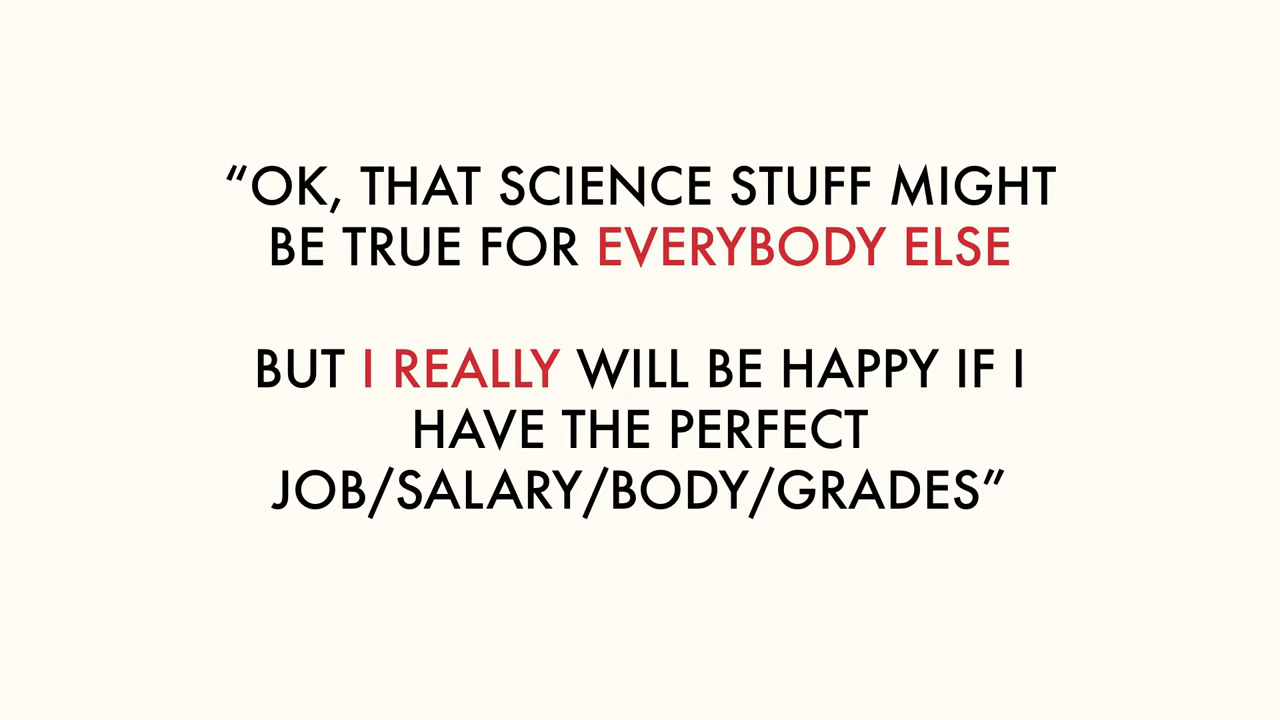 “OK, THAT SCIENCE STUFF MIGHT
BE TRUE FOR EVERYBODY ELSE
BUT I REALLY WILL BE HAPPY IF I
HAVE THE PERFECT
JOB/SALARY/BODY/GRADES”